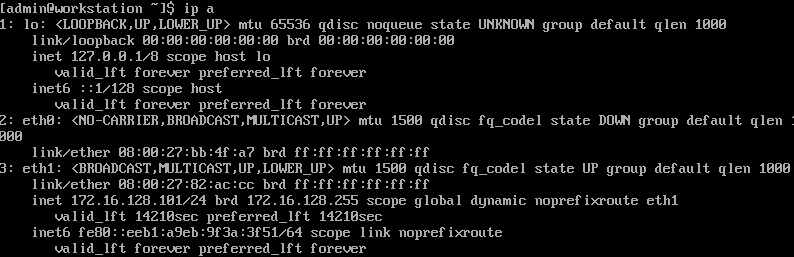 [admin@workstation ~]$ ip a
1: lo: <LOOPBACK,UP,LOWER_UP> mtu 65536 qdisc noqueue state UNKNOWN group default qlen 1000
    link/loopback 00:00:00:00:00:00 brd 00:00:00:00:00:00
    inet 127.0.0.1/8 scope host lo
       valid_lft forever preferred_lft forever
    inet6 ::1/128 scope host
       valid_lft forever preferred_lft forever
2: eth0: <NO-CARRIER,BROADCAST,MULTICAST,UP> mtu 1500 qdisc fq_codel state DOWN group default qlen 1
000
    link/ether 08:00:27:bb:4f:a7 brd ff:ff:ff:ff:ff:ff
3: eth1: <BROADCAST,MULTICAST,UP,LOWER_UP> mtu 1500 qdisc fq_codel state UP group default qlen 1000
    link/ether 08:00:27:82:ac:cc brd ff:ff:ff:ff:ff:ff
    inet 172.16.128.101/24 brd 172.16.128.255 scope global dynamic noprefixroute eth1
       valid_lft 14210sec preferred_lft 14210sec
    inet6 fe80::eeb1:a9eb:9f3a:3f51/64 scope link noprefixroute
       valid_lft forever preferred_lft forever